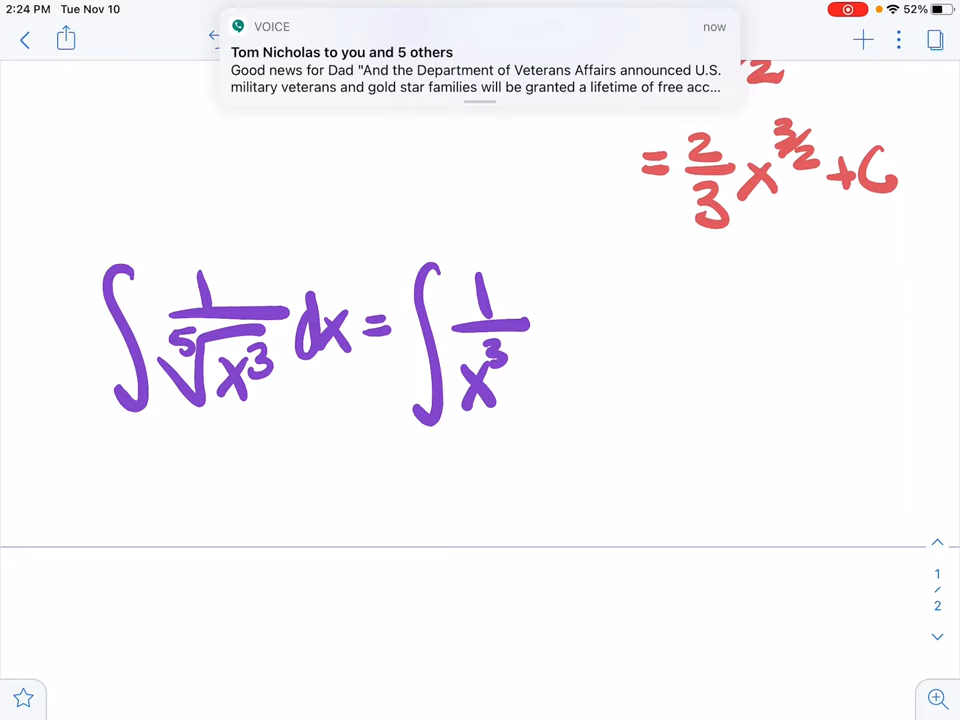 2:24 PM Tue Nov 10 52%
VOICE now
Tom Nicholas to you and 5 others
Good news for Dad "And the Department of Veterans Affairs announced U.S.
military veterans and gold star families will be granted a lifetime of free acc...
= 2/3 x^3/2 + C
∫ 1/⁵√x³ dx = ∫ 1/x³
1
/
2